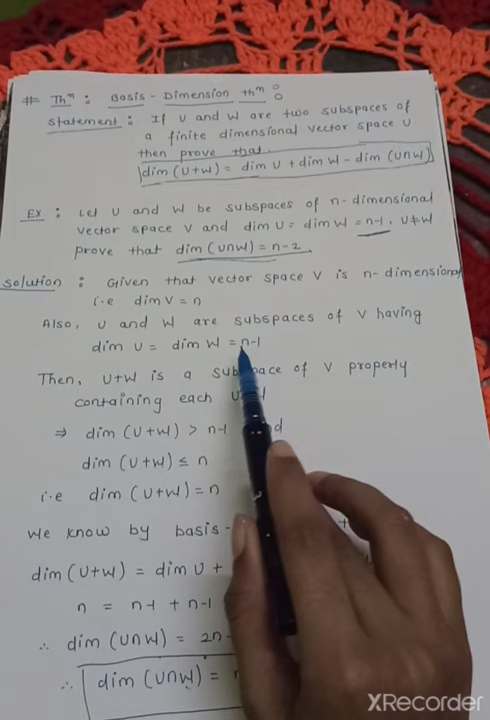 # Thm : Basis - Dimension thm :
Statement : If U and W are two subspaces of
a finite dimensional vector space U
then prove that
dim (U+W) = dim U + dim W - dim (U∩W)
Ex : Let U and W be subspaces of n-dimensional
vector space V and dim U = dim W = n-1, U≠W
prove that dim (U∩W) = n-2.
Solution : Given that vector space V is n-dimensional
i.e dim V = n
Also, U and W are subspaces of V having
dim U = dim W = n-1
Then, U+W is a subspace of V properly
containing each
⇒ dim (U+W) > n-1
dim (U+W) ≤ n
i.e dim (U+W) = n
We know by basis-
dim (U+W) = dim U +
n = n-1 + n-1
∴ dim (U∩W) = 2n-
∴ dim (U∩W) =
XRecorder